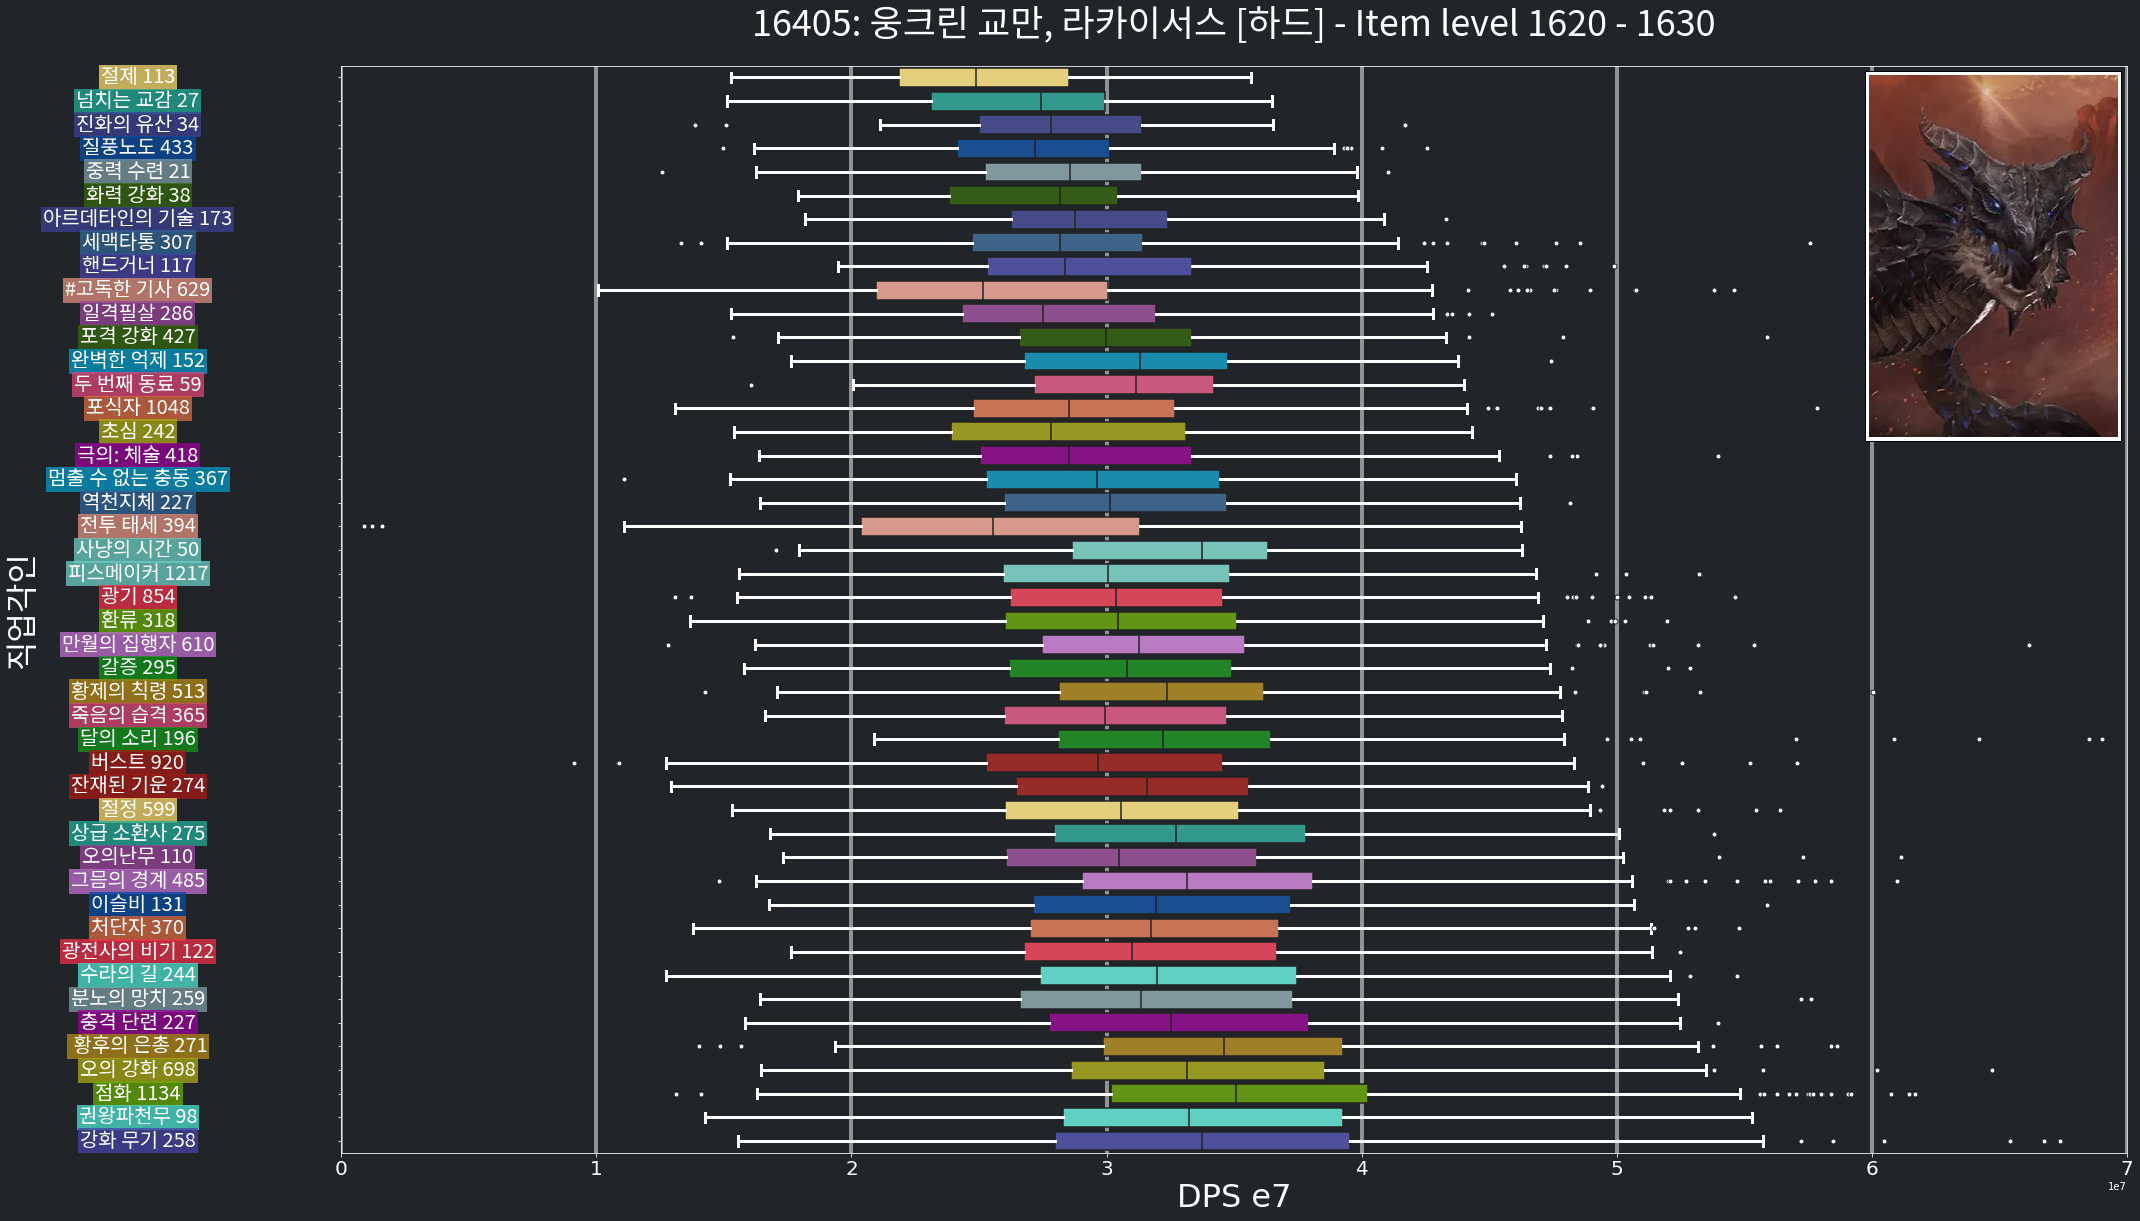 16405: 웅크린 교만, 라카이서스 [하드] - Item level 1620 - 1630
절제 113
넘치는 교감 27
진화의 유산 34
질풍노도 433
중력 수련 21
화력 강화 38
아르데타인의 기술 173
세맥타통 307
핸드거너 117
#고독한 기사 629
일격필살 286
포격 강화 427
완벽한 억제 152
두 번째 동료 59
포식자 1048
초심 242
극의: 체술 418
멈출 수 없는 충동 367
역천지체 227
전투 태세 394
사냥의 시간 50
피스메이커 1217
광기 854
환류 318
만월의 집행자 610
갈증 295
황제의 칙령 513
죽음의 습격 365
달의 소리 196
버스트 920
잔재된 기운 274
절정 599
상급 소환사 275
오의난무 110
그믐의 경계 485
이슬비 131
처단자 370
광전사의 비기 122
수라의 길 244
분노의 망치 259
충격 단련 227
황후의 은총 271
오의 강화 698
점화 1134
권왕파천무 98
강화 무기 258
직업각인
0 1 2 3 4 5 6 7
DPS e7
1e7